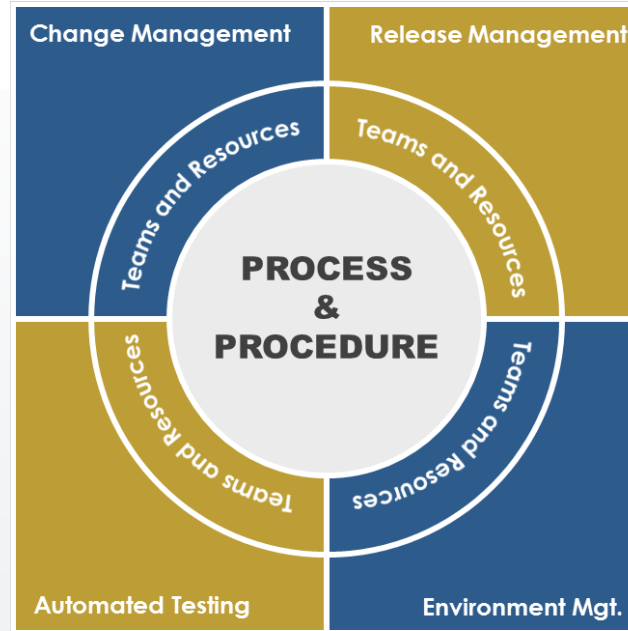 Change Management
Release Management
Teams and Resources
Teams and Resources
PROCESS
&
PROCEDURE
Teams and Resources
Teams and Resources
Automated Testing
Environment Mgt.